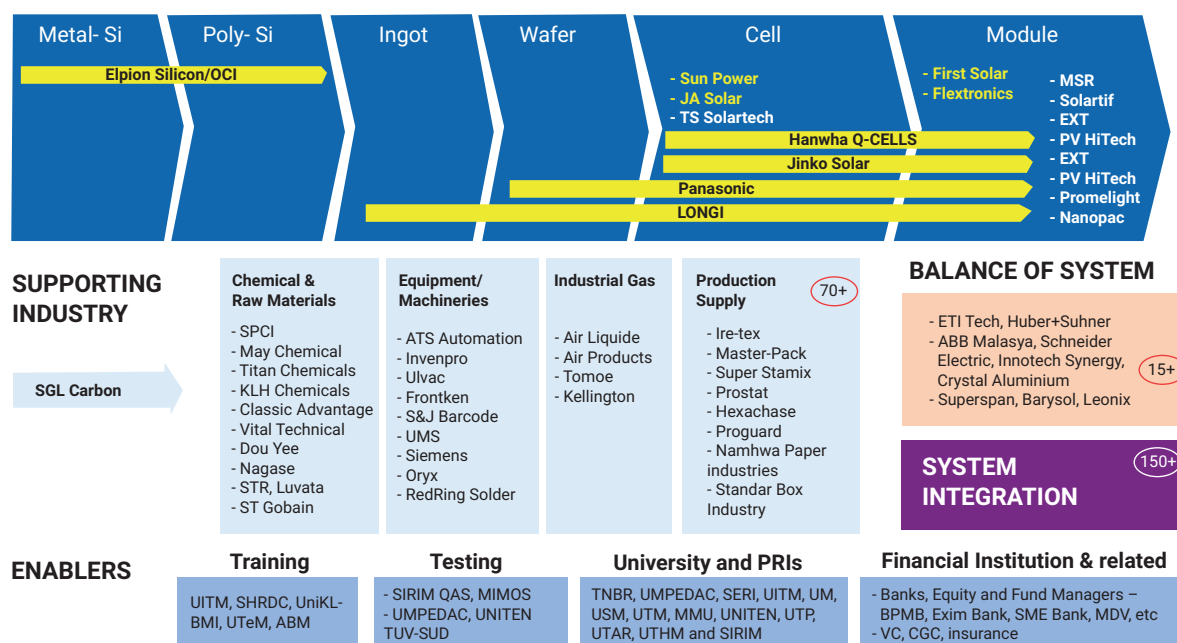 Metal- Si
Poly- Si
Ingot
Wafer
Cell
Module
Elpion Silicon/OCI
- Sun Power
- JA Solar
- TS Solartech
- First Solar
- Flextronics
- MSR
- Solartif
- EXT
- PV HiTech
- EXT
- PV HiTech
- Promelight
- Nanopac
Hanwha Q-CELLS
Jinko Solar
Panasonic
LONGI
SUPPORTING
INDUSTRY
SGL Carbon
Chemical &
Raw Materials
- SPCI
- May Chemical
- Titan Chemicals
- KLH Chemicals
- Classic Advantage
- Vital Technical
- Dou Yee
- Nagase
- STR, Luvata
- ST Gobain
Equipment/
Machineries
- ATS Automation
- Invenpro
- Ulvac
- Frontken
- S&J Barcode
- UMS
- Siemens
- Oryx
- RedRing Solder
Industrial Gas
- Air Liquide
- Air Products
- Tomoe
- Kellington
Production
Supply
70+
- Ire-tex
- Master-Pack
- Super Stamix
- Prostat
- Hexachase
- Proguard
- Namhwa Paper
industries
- Standar Box
Industry
BALANCE OF SYSTEM
- ETI Tech, Huber+Suhner
- ABB Malasya, Schneider
Electric, Innotech Synergy,
Crystal Aluminium
- Superspan, Barysol, Leonix
15+
SYSTEM
INTEGRATION
150+
ENABLERS
Training
UITM, SHRDC, UniKL-
BMI, UTeM, ABM
Testing
- SIRIM QAS, MIMOS
- UMPEDAC, UNITEN
TUV-SUD
University and PRIs
TNBR, UMPEDAC, SERI, UITM, UM,
USM, UTM, MMU, UNITEN, UTP,
UTAR, UTHM and SIRIM
Financial Institution & related
- Banks, Equity and Fund Managers –
BPMB, Exim Bank, SME Bank, MDV, etc
- VC, CGC, insurance